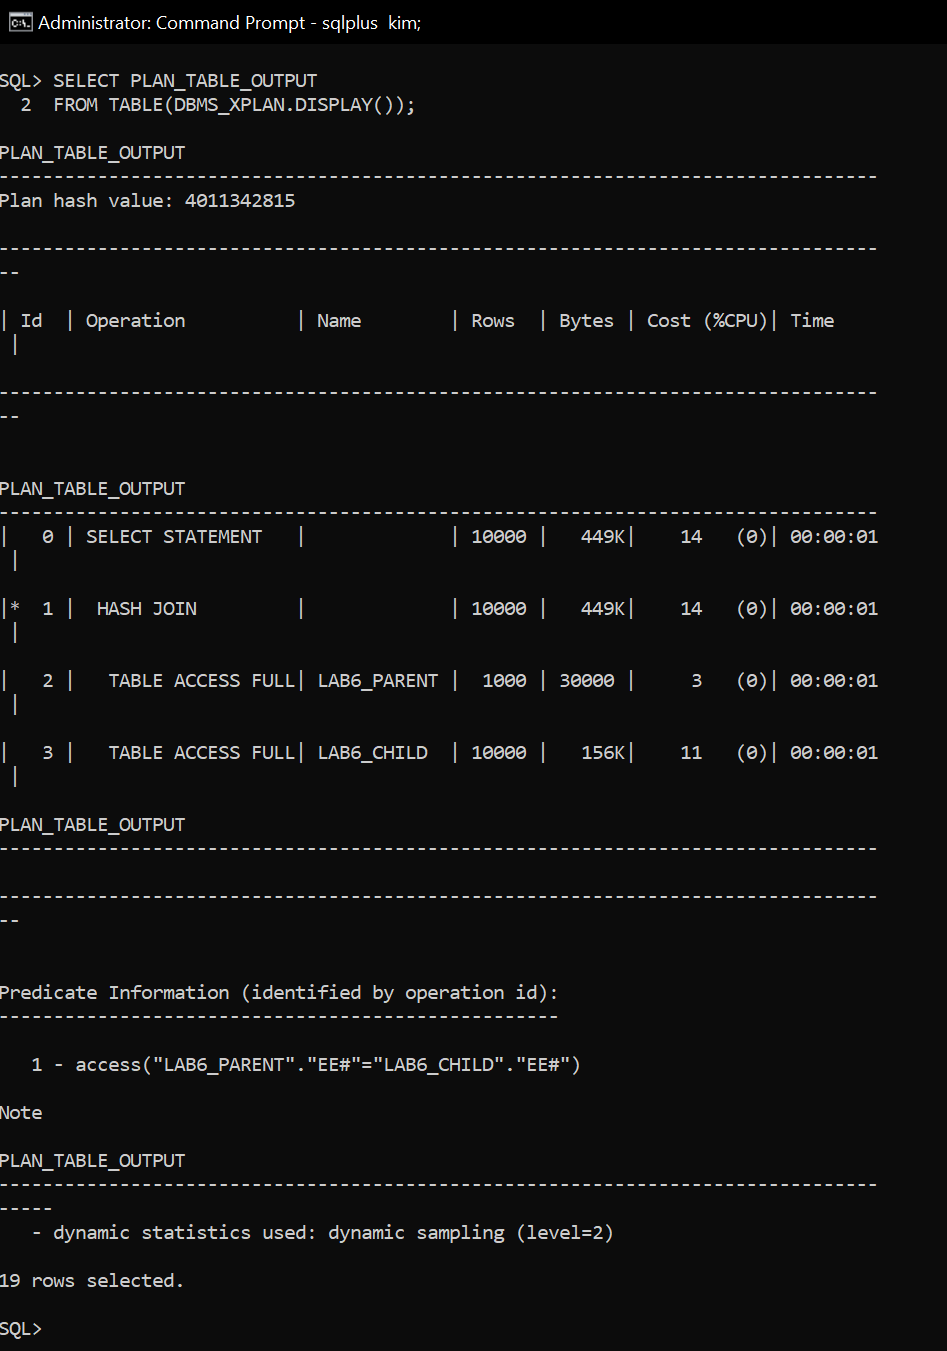 Administrator: Command Prompt - sqlplus  kim;
SQL> SELECT PLAN_TABLE_OUTPUT
  2  FROM TABLE(DBMS_XPLAN.DISPLAY());
PLAN_TABLE_OUTPUT
--------------------------------------------------------------------------------
Plan hash value: 4011342815
--------------------------------------------------------------------------------
--
| Id  | Operation          | Name        | Rows  | Bytes | Cost (%CPU)| Time
 |
--------------------------------------------------------------------------------
--
PLAN_TABLE_OUTPUT
--------------------------------------------------------------------------------
|   0 | SELECT STATEMENT   |             | 10000 |   449K|    14   (0)| 00:00:01
 |
|*  1 |  HASH JOIN         |             | 10000 |   449K|    14   (0)| 00:00:01
 |
|   2 |   TABLE ACCESS FULL| LAB6_PARENT |  1000 | 30000 |     3   (0)| 00:00:01
 |
|   3 |   TABLE ACCESS FULL| LAB6_CHILD  | 10000 |   156K|    11   (0)| 00:00:01
 |
PLAN_TABLE_OUTPUT
--------------------------------------------------------------------------------
--------------------------------------------------------------------------------
--
Predicate Information (identified by operation id):
---------------------------------------------------
   1 - access("LAB6_PARENT"."EE#"="LAB6_CHILD"."EE#")
Note
PLAN_TABLE_OUTPUT
--------------------------------------------------------------------------------
-----
   - dynamic statistics used: dynamic sampling (level=2)
19 rows selected.
SQL>